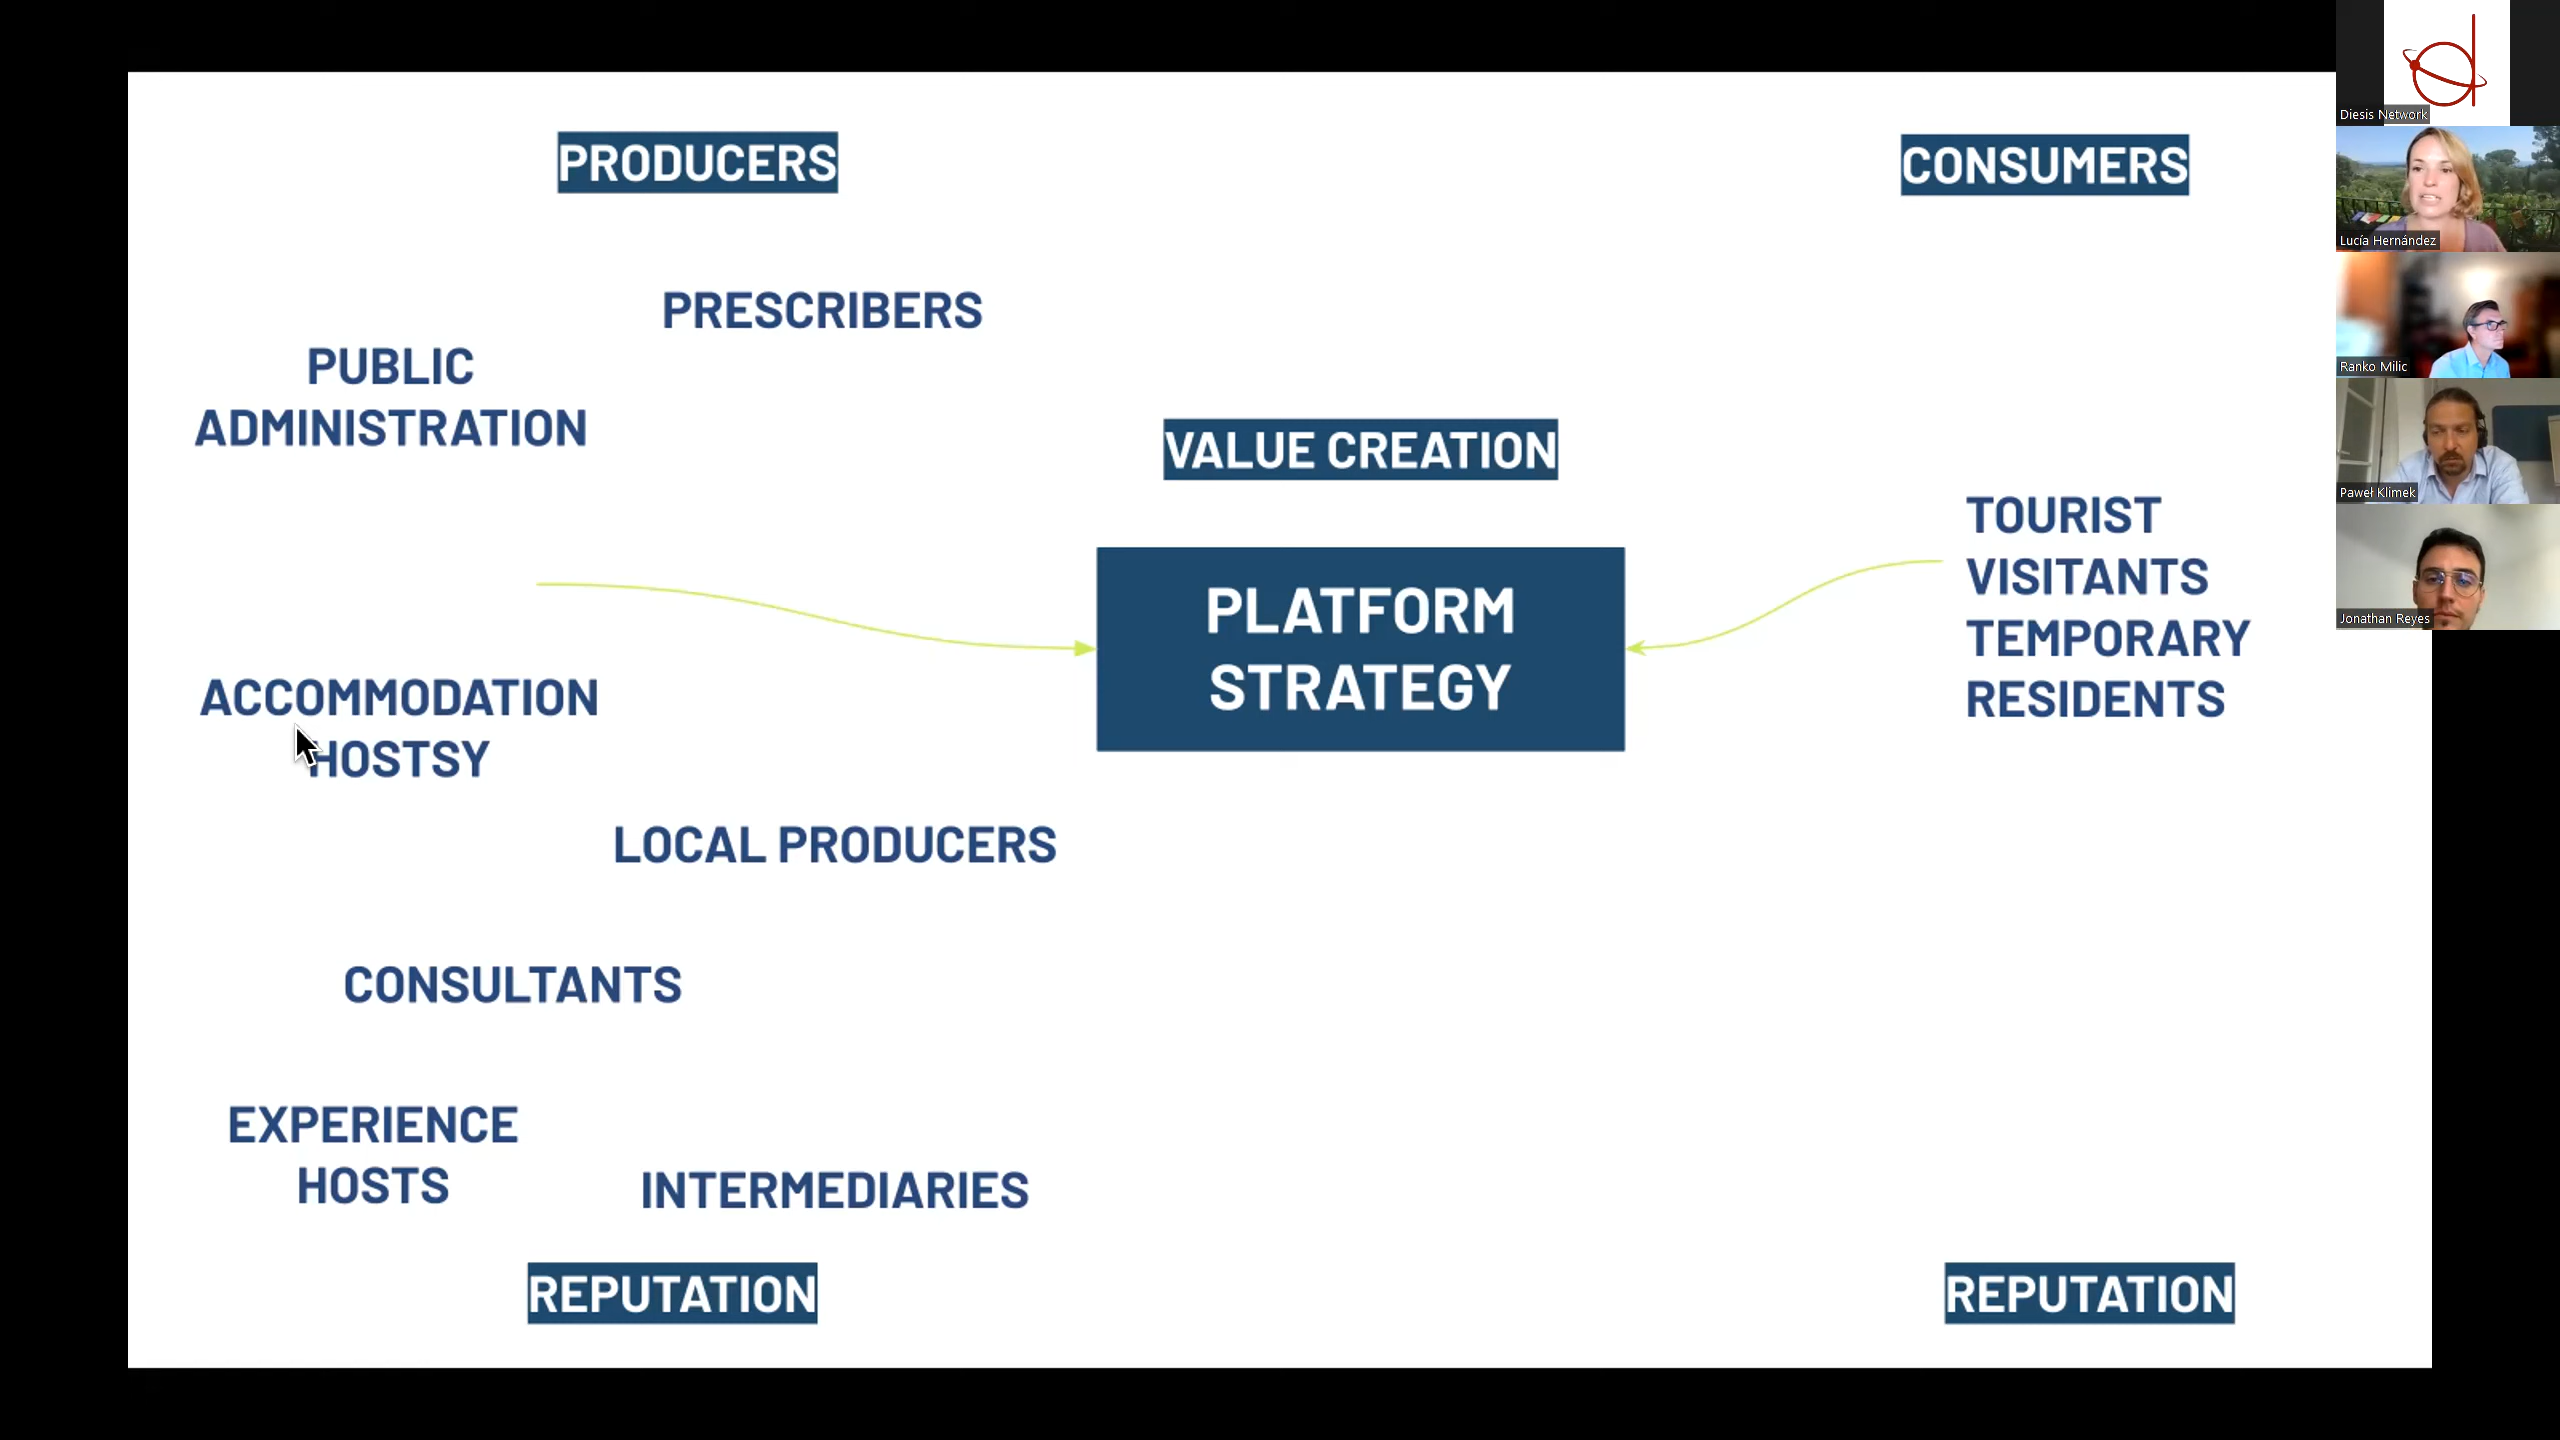 PRODUCERS
CONSUMERS
PRESCRIBERS
PUBLIC
ADMINISTRATION
VALUE CREATION
PLATFORM
STRATEGY
TOURIST
VISITANTS
TEMPORARY
RESIDENTS
ACCOMMODATION
HOSTSY
LOCAL PRODUCERS
CONSULTANTS
EXPERIENCE
HOSTS
INTERMEDIARIES
REPUTATION
REPUTATION
Diesis Network
Lucía Hernández
Ranko Milic
Paweł Klimek
Jonathan Reyes